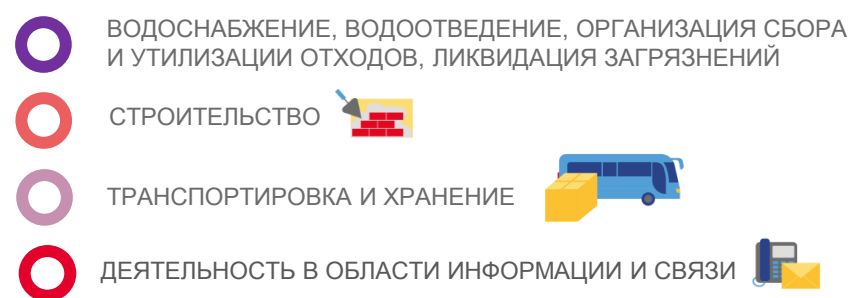 ВОДОСНАБЖЕНИЕ, ВОДООТВЕДЕНИЕ, ОРГАНИЗАЦИЯ СБОРА
И УТИЛИЗАЦИИ ОТХОДОВ, ЛИКВИДАЦИЯ ЗАГРЯЗНЕНИЙ
СТРОИТЕЛЬСТВО
ТРАНСПОРТИРОВКА И ХРАНЕНИЕ
ДЕЯТЕЛЬНОСТЬ В ОБЛАСТИ ИНФОРМАЦИИ И СВЯЗИ